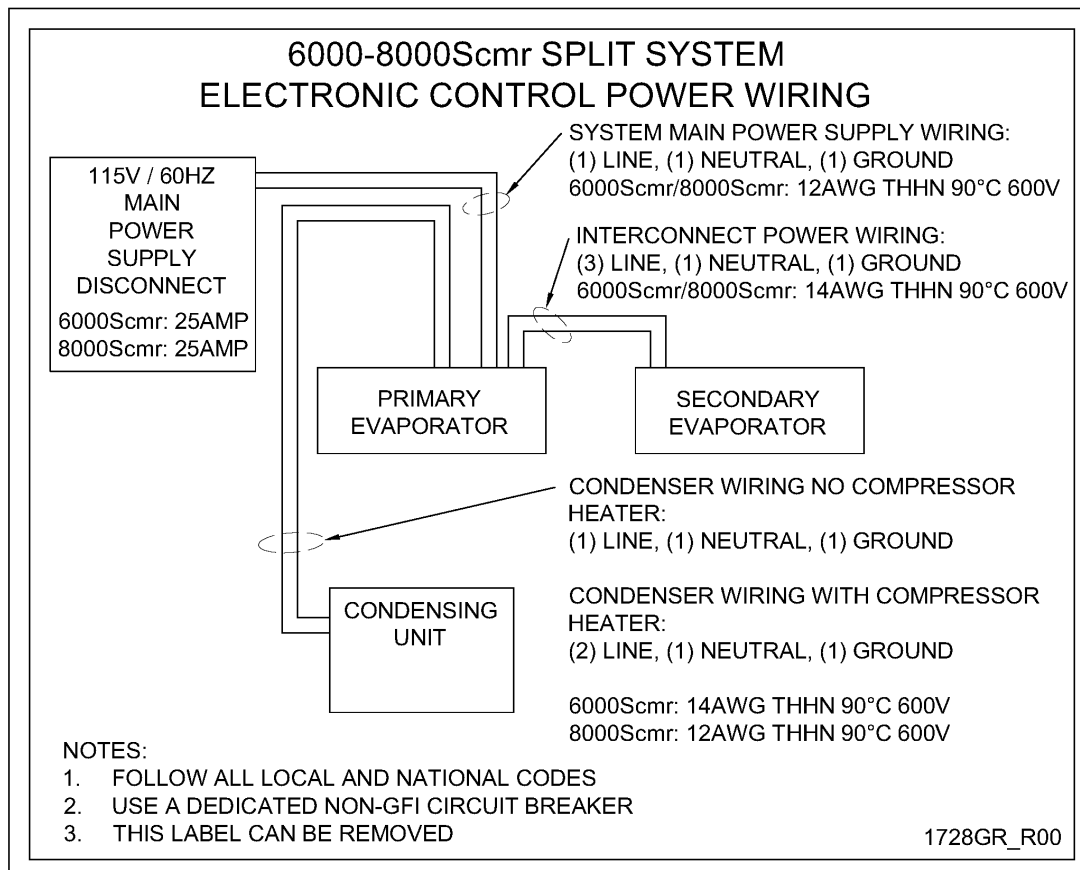 6000-8000Scmr SPLIT SYSTEM
ELECTRONIC CONTROL POWER WIRING
115V / 60HZ
MAIN
POWER
SUPPLY
DISCONNECT
6000Scmr: 25AMP
8000Scmr: 25AMP
SYSTEM MAIN POWER SUPPLY WIRING:
(1) LINE, (1) NEUTRAL, (1) GROUND
6000Scmr/8000Scmr: 12AWG THHN 90°C 600V
INTERCONNECT POWER WIRING:
(3) LINE, (1) NEUTRAL, (1) GROUND
6000Scmr/8000Scmr: 14AWG THHN 90°C 600V
PRIMARY
EVAPORATOR
SECONDARY
EVAPORATOR
CONDENSER WIRING NO COMPRESSOR
HEATER:
(1) LINE, (1) NEUTRAL, (1) GROUND
CONDENSING
UNIT
CONDENSER WIRING WITH COMPRESSOR
HEATER:
(2) LINE, (1) NEUTRAL, (1) GROUND
6000Scmr: 14AWG THHN 90°C 600V
8000Scmr: 12AWG THHN 90°C 600V
NOTES:
1. FOLLOW ALL LOCAL AND NATIONAL CODES
2. USE A DEDICATED NON-GFI CIRCUIT BREAKER
3. THIS LABEL CAN BE REMOVED
1728GR_R00